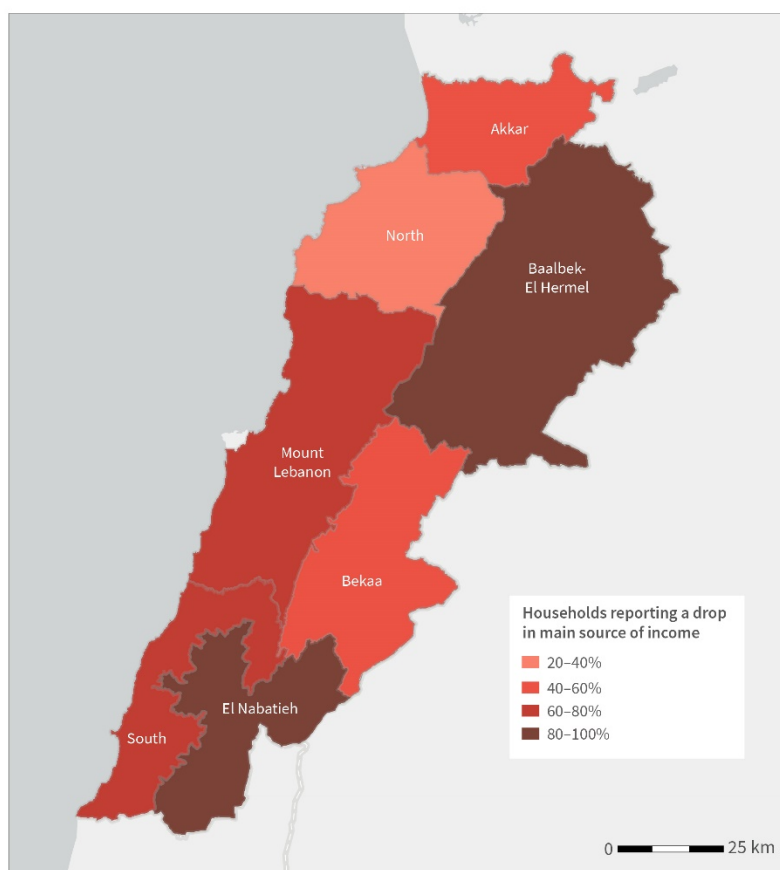 Akkar
North
Baalbek-
El Hermel
Mount
Lebanon
Bekaa
Households reporting a drop
in main source of income
20–40%
40–60%
60–80%
80–100%
El Nabatieh
South
0 25 km